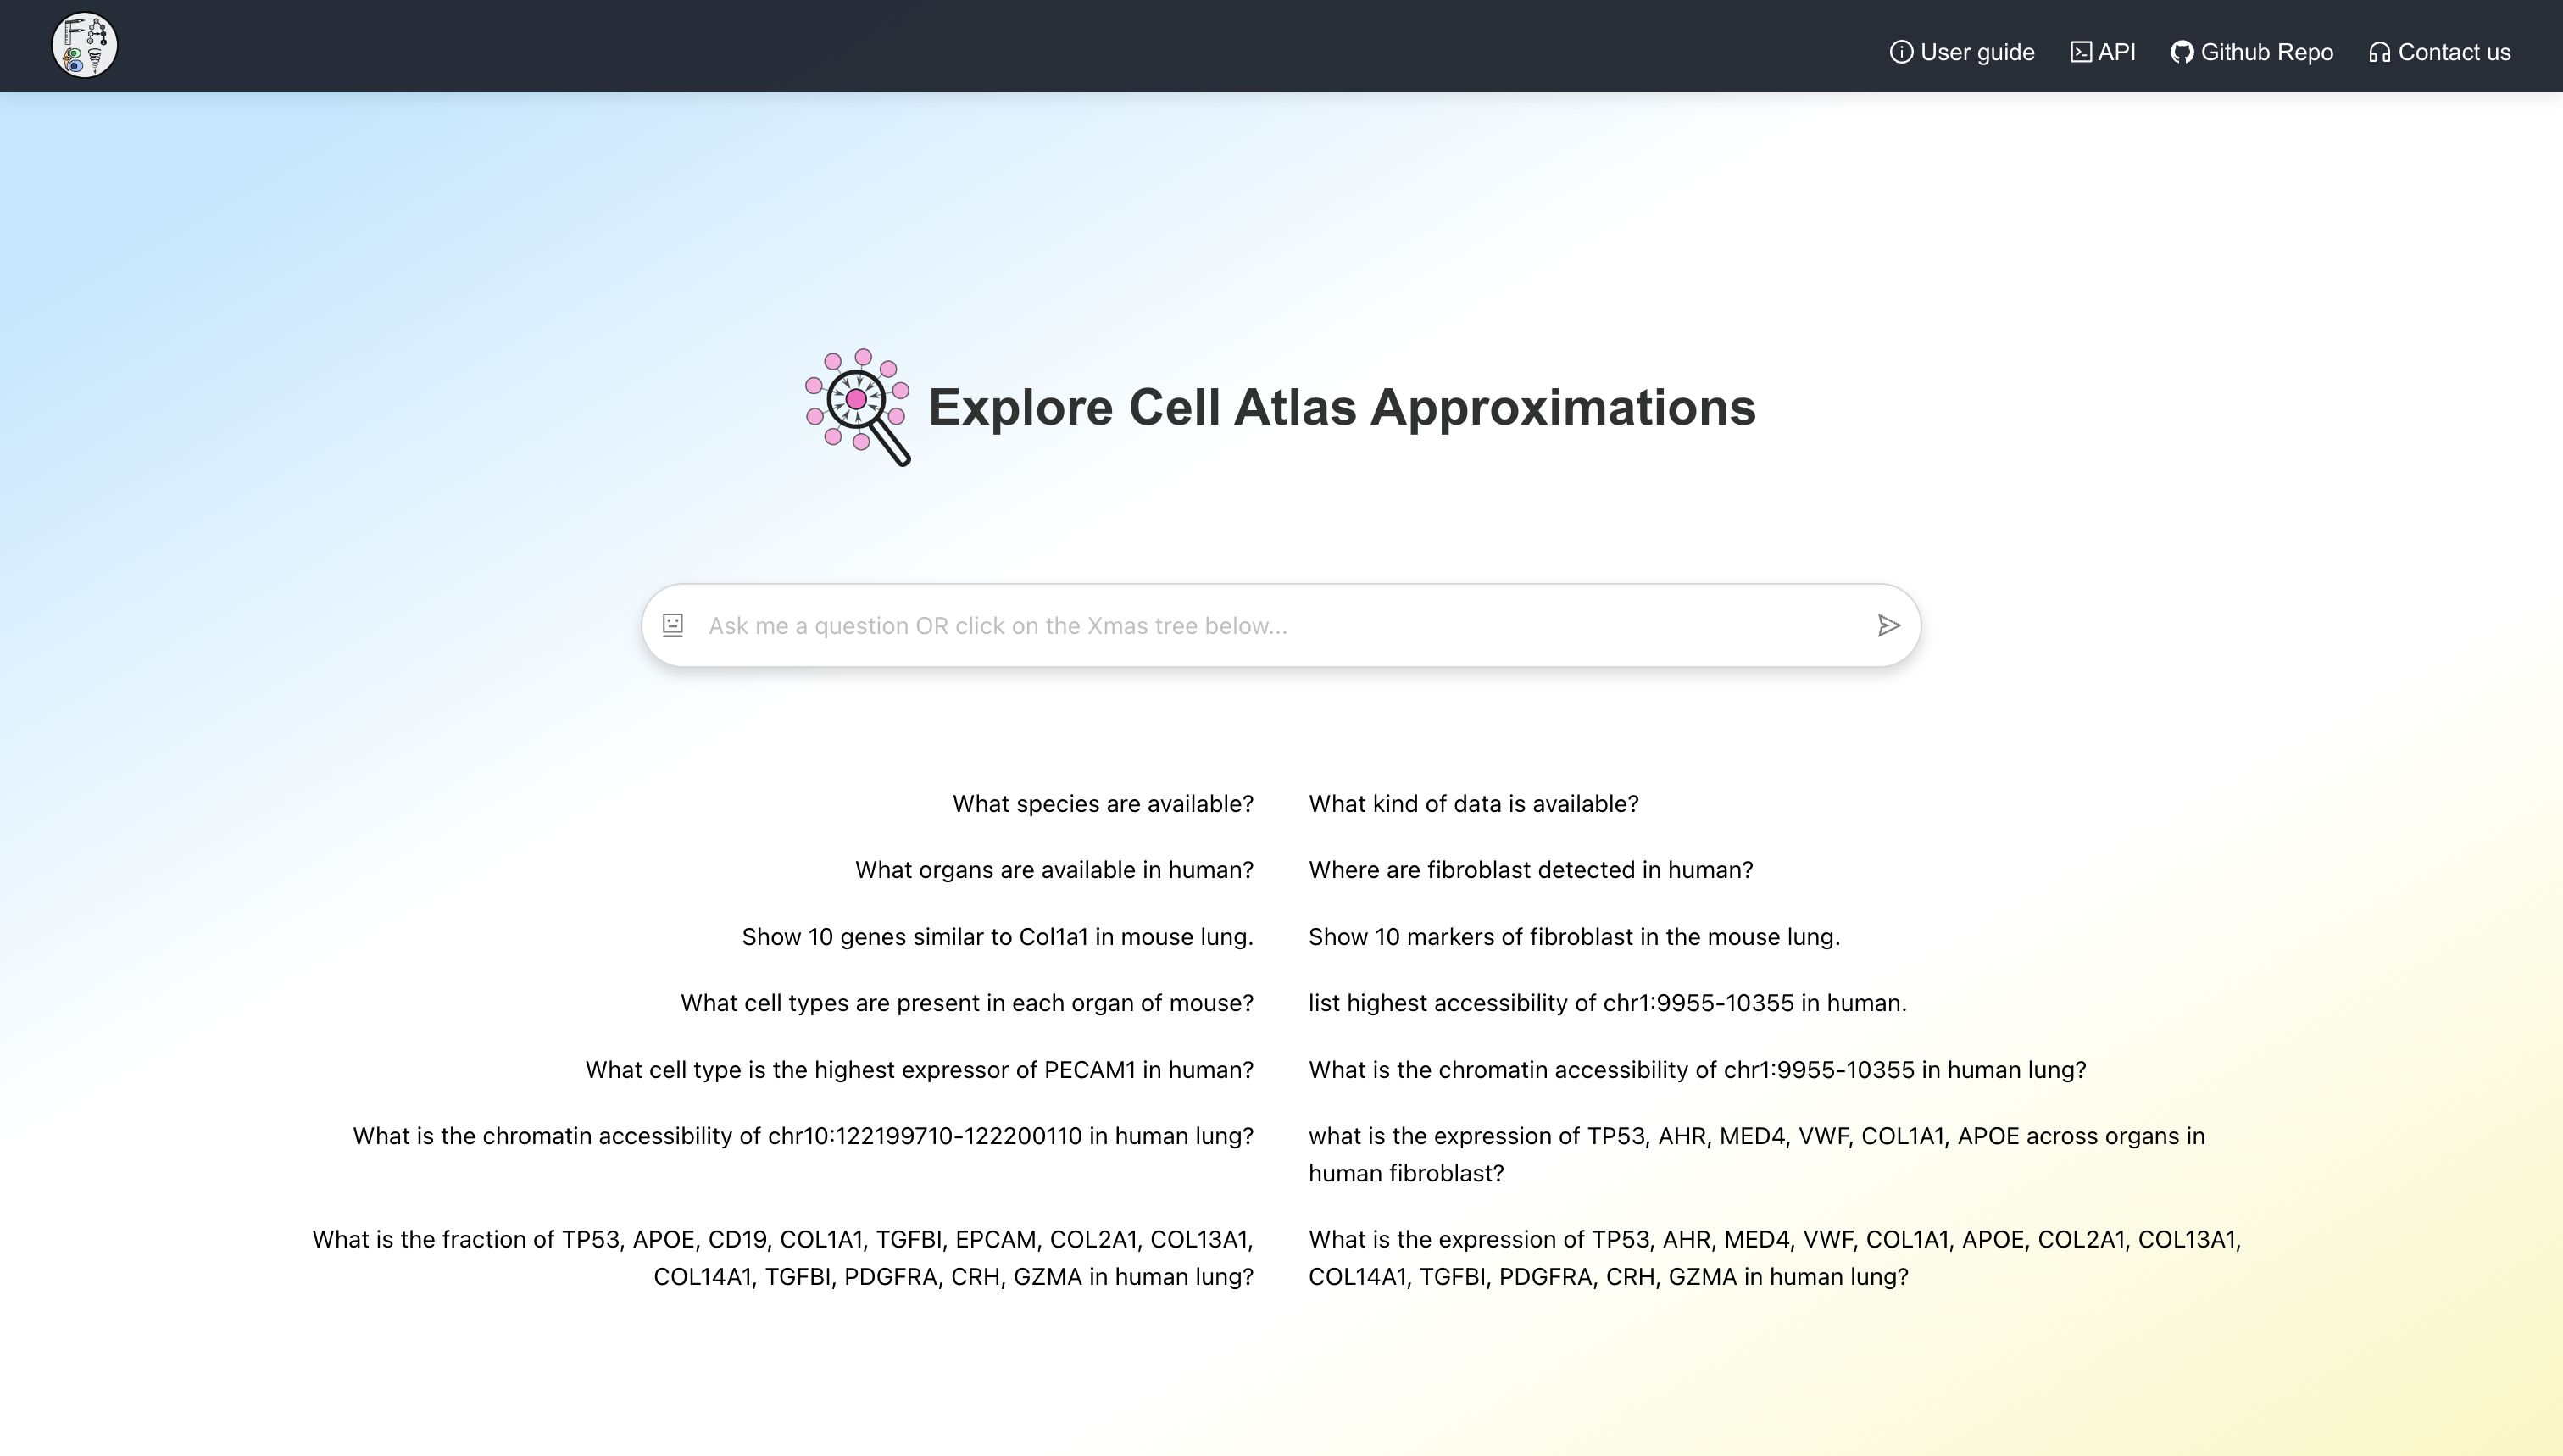 User guide
API
Github Repo
Contact us
Explore Cell Atlas Approximations
Ask me a question OR click on the Xmas tree below...
What species are available?
What kind of data is available?
What organs are available in human?
Where are fibroblast detected in human?
Show 10 genes similar to Col1a1 in mouse lung.
Show 10 markers of fibroblast in the mouse lung.
What cell types are present in each organ of mouse?
list highest accessibility of chr1:9955-10355 in human.
What cell type is the highest expressor of PECAM1 in human?
What is the chromatin accessibility of chr1:9955-10355 in human lung?
What is the chromatin accessibility of chr10:122199710-122200110 in human lung?
what is the expression of TP53, AHR, MED4, VWF, COL1A1, APOE across organs in
human fibroblast?
What is the fraction of TP53, APOE, CD19, COL1A1, TGFBI, EPCAM, COL2A1, COL13A1,
COL14A1, TGFBI, PDGFRA, CRH, GZMA in human lung?
What is the expression of TP53, AHR, MED4, VWF, COL1A1, APOE, COL2A1, COL13A1,
COL14A1, TGFBI, PDGFRA, CRH, GZMA in human lung?